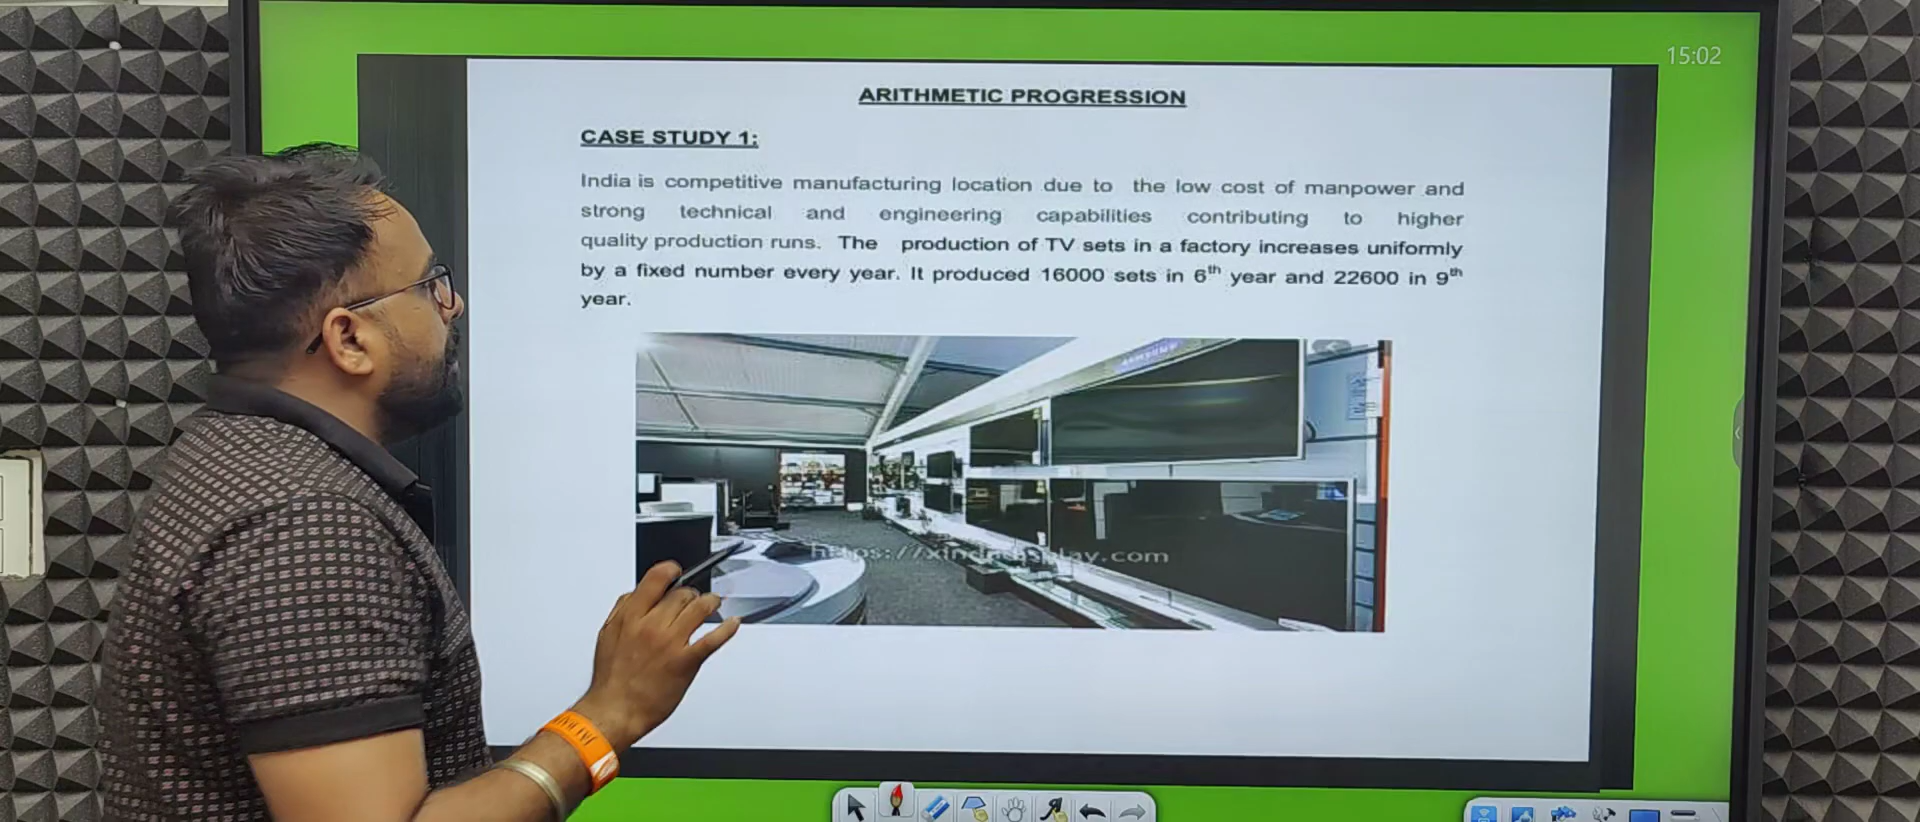 15:02
ARITHMETIC PROGRESSION
CASE STUDY 1:
India is competitive manufacturing location due to the low cost of manpower and
strong technical and engineering capabilities contributing to higher
quality production runs. The production of TV sets in a factory increases uniformly
by a fixed number every year. It produced 16000 sets in 6th year and 22600 in 9th
year.
SAMSUNG